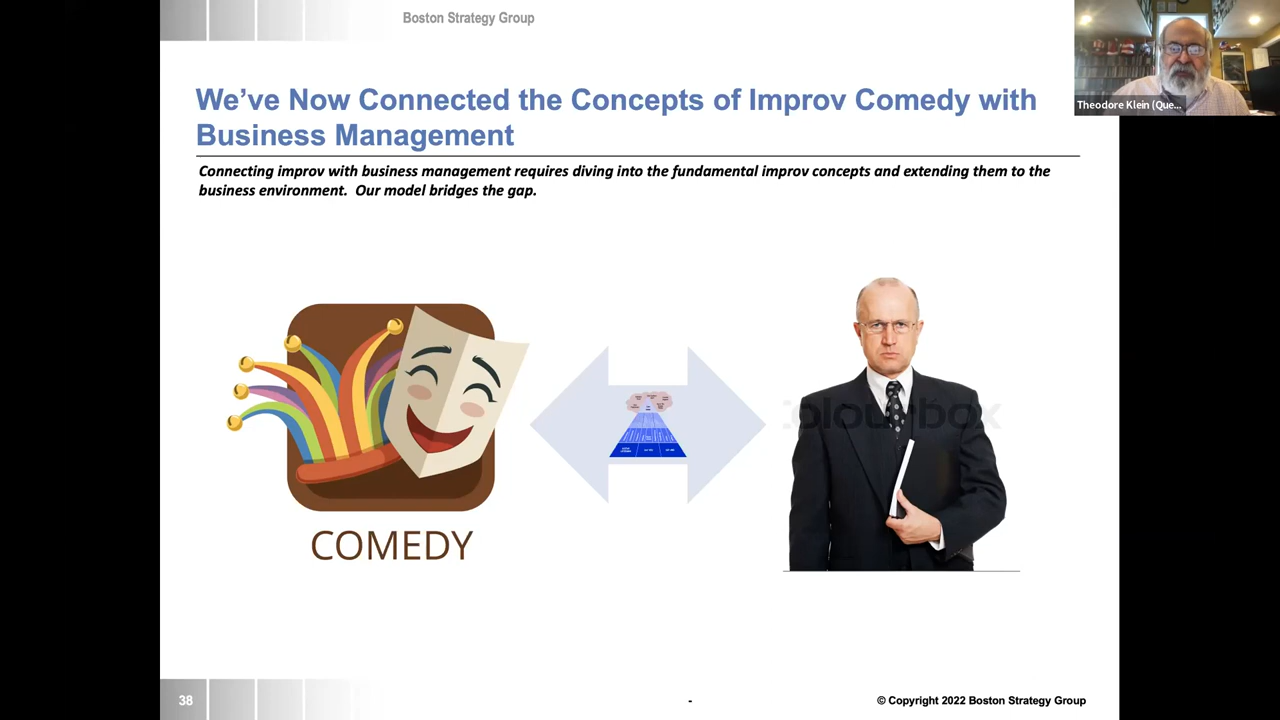 Boston Strategy Group
Theodore Klein (Que...
We've Now Connected the Concepts of Improv Comedy with
Business Management
Connecting improv with business management requires diving into the fundamental improv concepts and extending them to the
business environment.  Our model bridges the gap.
colourbox
COMEDY
38
-
© Copyright 2022 Boston Strategy Group